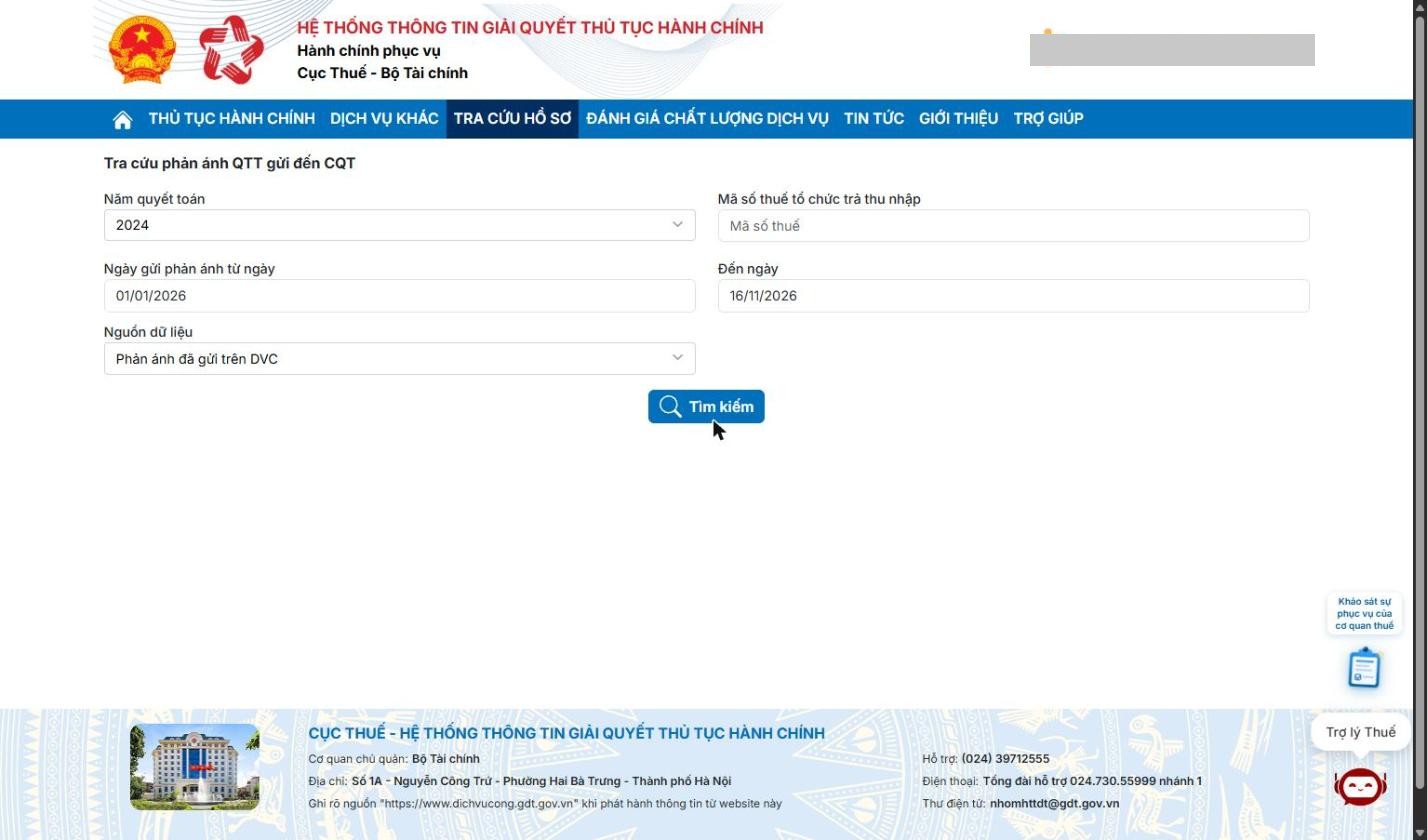 HỆ THỐNG THÔNG TIN GIẢI QUYẾT THỦ TỤC HÀNH CHÍNH
Hành chính phục vụ
Cục Thuế - Bộ Tài chính
THỦ TỤC HÀNH CHÍNH DỊCH VỤ KHÁC TRA CỨU HỒ SƠ ĐÁNH GIÁ CHẤT LƯỢNG DỊCH VỤ TIN TỨC GIỚI THIỆU TRỢ GIÚP
Tra cứu phản ánh QTT gửi đến CQT
Năm quyết toán
2024
Mã số thuế tổ chức trả thu nhập
Mã số thuế
Ngày gửi phản ánh từ ngày
01/01/2026
Đến ngày
16/11/2026
Nguồn dữ liệu
Phản ánh đã gửi trên DVC
Tìm kiếm
Khảo sát sự
phục vụ của
cơ quan thuế
Trợ lý Thuế
CỤC THUẾ - HỆ THỐNG THÔNG TIN GIẢI QUYẾT THỦ TỤC HÀNH CHÍNH
Cơ quan chủ quản: Bộ Tài chính
Địa chỉ: Số 1A - Nguyễn Công Trứ - Phường Hai Bà Trưng - Thành phố Hà Nội
Ghi rõ nguồn "https://www.dichvucong.gdt.gov.vn" khi phát hành thông tin từ website này
Hỗ trợ: (024) 39712555
Điện thoại: Tổng đài hỗ trợ 024.730.55999 nhánh 1
Thư điện tử: nhomhttdt@gdt.gov.vn